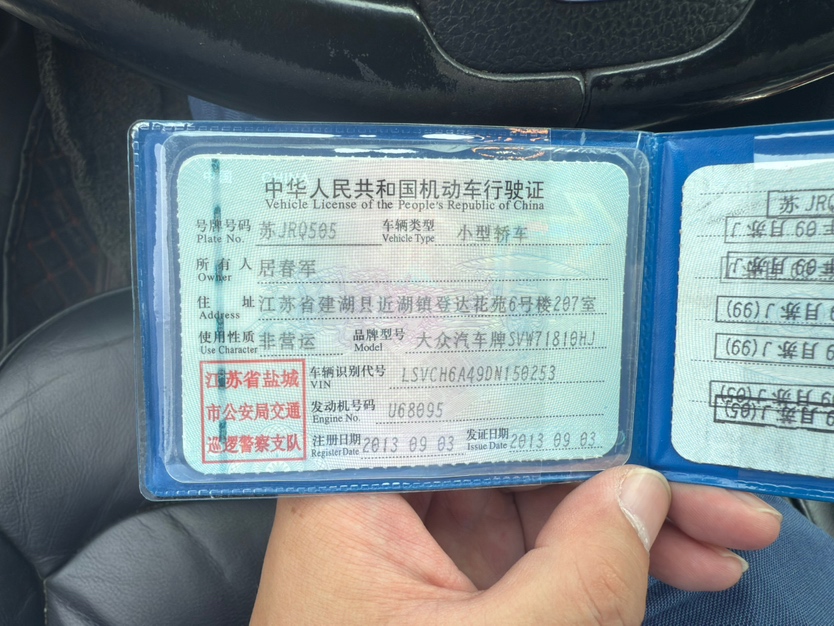 中华人民共和国机动车行驶证
Vehicle License of the People's Republic of China
号牌号码 苏JRQ505 车辆类型 小型轿车
Plate No. Vehicle Type
所有人 居春军
Owner
住址 江苏省建湖县近湖镇登达花苑6号楼207室
Address
使用性质 非营运 品牌型号 大众汽车牌SVW71810HJ
Use Character Model
江苏省盐城
市公安局交通
巡逻警察支队
车辆识别代号 LSVCH6A49DN150253
VIN
发动机号码 U68095
Engine No.
注册日期 2013 09 03 发证日期 2013 09 03
Register Date Issue Date
苏 JRQ